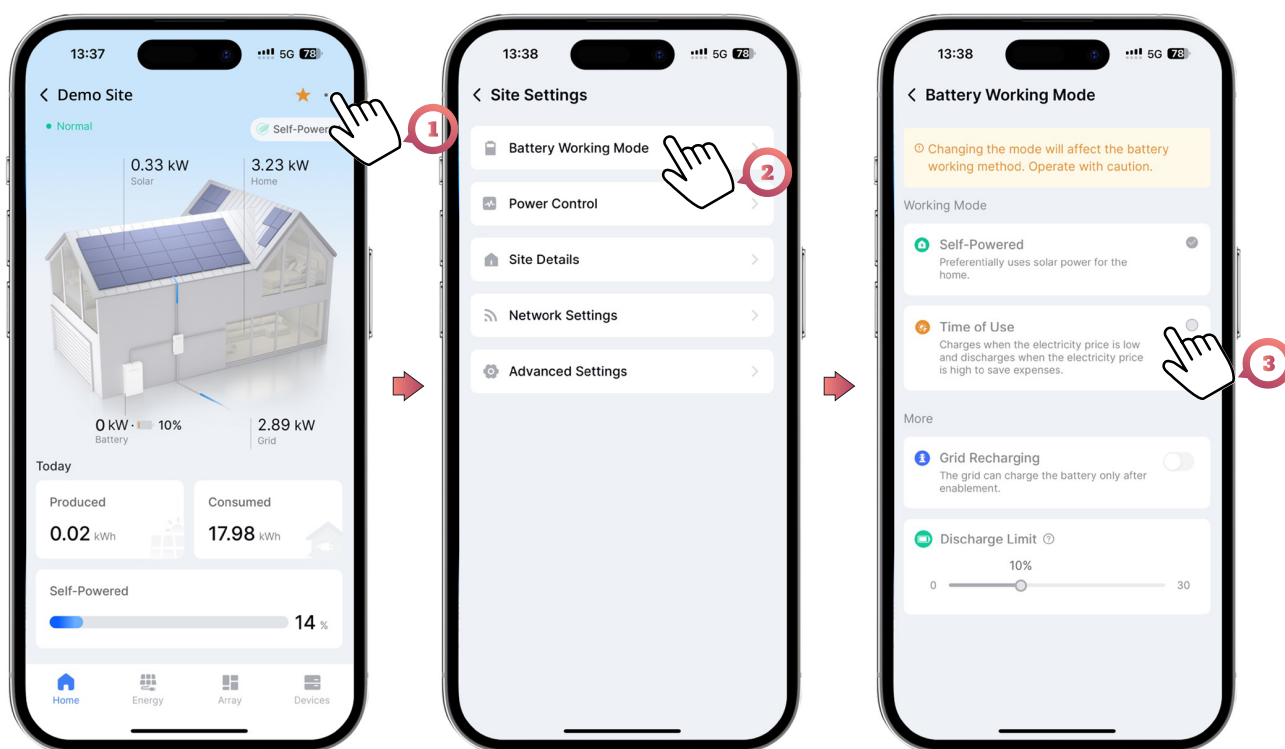 13:37
5G 78
Demo Site
Normal
Self-Power
0.33 kW
Solar
3.23 kW
Home
0 kW · 10%
Battery
2.89 kW
Grid
Today
Produced
0.02 kWh
Consumed
17.98 kWh
Self-Powered
14 %
Home
Energy
Array
Devices
1
13:38
5G 78
Site Settings
Battery Working Mode
Power Control
Site Details
Network Settings
Advanced Settings
2
13:38
5G 78
Battery Working Mode
Changing the mode will affect the battery
working method. Operate with caution.
Working Mode
Self-Powered
Preferentially uses solar power for the
home.
Time of Use
Charges when the electricity price is low
and discharges when the electricity price
is high to save expenses.
3
More
Grid Recharging
The grid can charge the battery only after
enablement.
Discharge Limit
10%
0
30